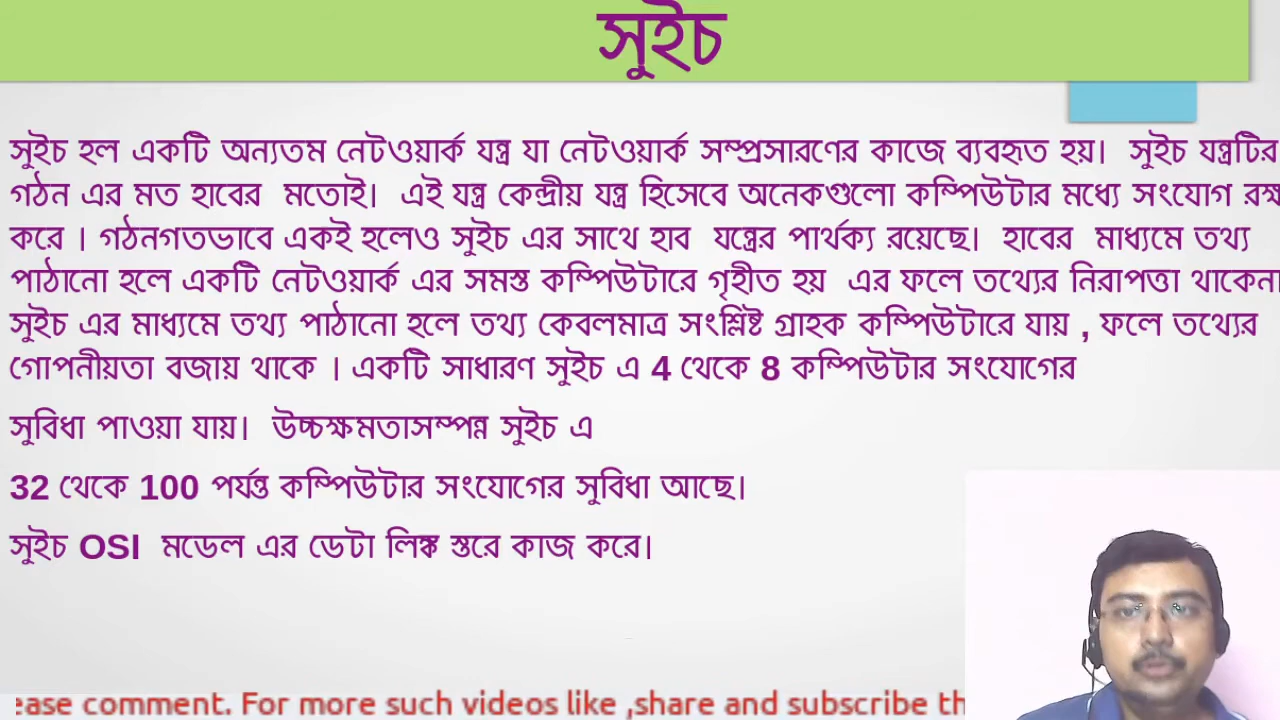 সুইচ
সুইচ হল একটি অন্যতম নেটওয়ার্ক যন্ত্র যা নেটওয়ার্ক সম্প্রসারণের কাজে ব্যবহৃত হয়। সুইচ যন্ত্রটির
গঠন এর মত হাবের মতোই। এই যন্ত্র কেন্দ্রীয় যন্ত্র হিসেবে অনেকগুলো কম্পিউটার মধ্যে সংযোগ রক্ষ
করে । গঠনগতভাবে একই হলেও সুইচ এর সাথে হাব যন্ত্রের পার্থক্য রয়েছে। হাবের মাধ্যমে তথ্য
পাঠানো হলে একটি নেটওয়ার্ক এর সমস্ত কম্পিউটারে গৃহীত হয় এর ফলে তথ্যের নিরাপত্তা থাকেনা
সুইচ এর মাধ্যমে তথ্য পাঠানো হলে তথ্য কেবলমাত্র সংশ্লিষ্ট গ্রাহক কম্পিউটারে যায় , ফলে তথ্যের
গোপনীয়তা বজায় থাকে । একটি সাধারণ সুইচ এ 4 থেকে 8 কম্পিউটার সংযোগের
সুবিধা পাওয়া যায়। উচ্চক্ষমতাসম্পন্ন সুইচ এ
32 থেকে 100 পর্যন্ত কম্পিউটার সংযোগের সুবিধা আছে।
সুইচ OSI মডেল এর ডেটা লিঙ্ক স্তরে কাজ করে।
ease comment. For more such videos like ,share and subscribe th